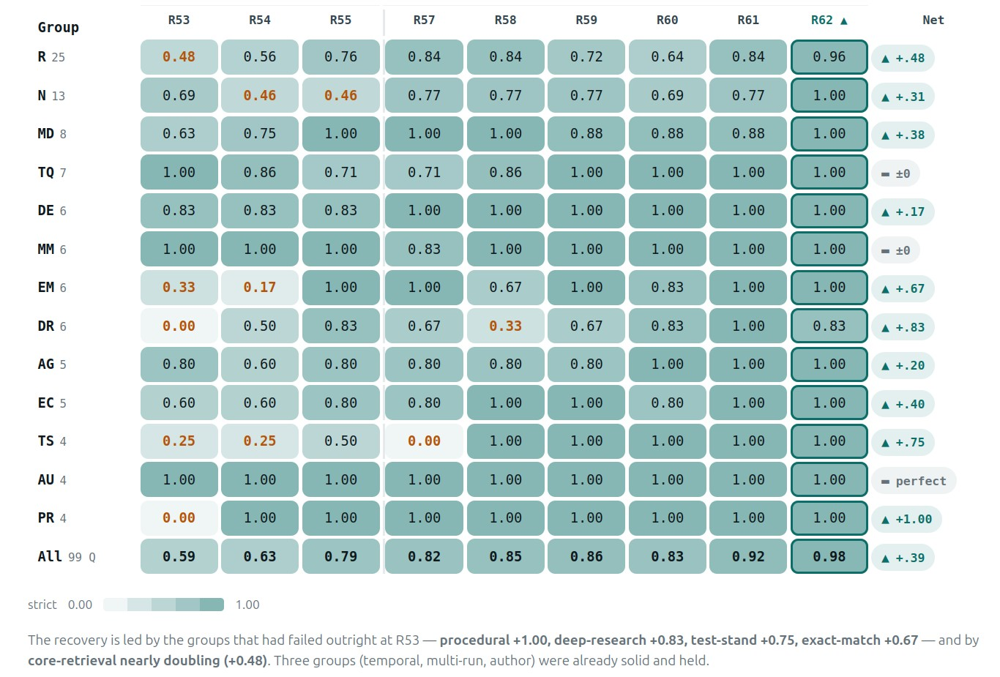 Group R53 R54 R55 R57 R58 R59 R60 R61 R62 ▲ Net
R 25 0.48 0.56 0.76 0.84 0.84 0.72 0.64 0.84 0.96 ▲ +.48
N 13 0.69 0.46 0.46 0.77 0.77 0.77 0.69 0.77 1.00 ▲ +.31
MD 8 0.63 0.75 1.00 1.00 1.00 0.88 0.88 0.88 1.00 ▲ +.38
TQ 7 1.00 0.86 0.71 0.71 0.86 1.00 1.00 1.00 1.00 ▬ ±0
DE 6 0.83 0.83 0.83 1.00 1.00 1.00 1.00 1.00 1.00 ▲ +.17
MM 6 1.00 1.00 1.00 0.83 1.00 1.00 1.00 1.00 1.00 ▬ ±0
EM 6 0.33 0.17 1.00 1.00 0.67 1.00 0.83 1.00 1.00 ▲ +.67
DR 6 0.00 0.50 0.83 0.67 0.33 0.67 0.83 1.00 0.83 ▲ +.83
AG 5 0.80 0.60 0.80 0.80 0.80 0.80 1.00 1.00 1.00 ▲ +.20
EC 5 0.60 0.60 0.80 0.80 1.00 1.00 0.80 1.00 1.00 ▲ +.40
TS 4 0.25 0.25 0.50 0.00 1.00 1.00 1.00 1.00 1.00 ▲ +.75
AU 4 1.00 1.00 1.00 1.00 1.00 1.00 1.00 1.00 1.00 ▬ perfect
PR 4 0.00 1.00 1.00 1.00 1.00 1.00 1.00 1.00 1.00 ▲ +1.00
All 99 Q 0.59 0.63 0.79 0.82 0.85 0.86 0.83 0.92 0.98 ▲ +.39
strict 0.00 1.00
The recovery is led by the groups that had failed outright at R53 — procedural +1.00, deep-research +0.83, test-stand +0.75, exact-match +0.67 — and by
core-retrieval nearly doubling (+0.48). Three groups (temporal, multi-run, author) were already solid and held.